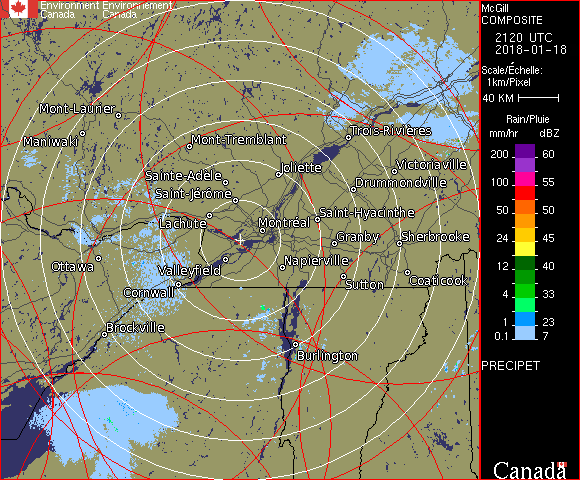 Environment Environnement
Canada Canada
McGill
COMPOSITE
2120 UTC
2018-01-18
Scale/Échelle:
1km/Pixel
40 KM
Rain/Pluie
mm/hr dBZ
200 60
100 55
50 50
24 45
12 40
4 33
1 23
0.1 7
PRECIPET
Mont-Laurier
Maniwaki
Mont-Tremblant
Trois-Rivières
Sainte-Adèle
Joliette
Victoriaville
Saint-Jérôme
Drummondville
Lachute
Montréal
Saint-Hyacinthe
Granby
Sherbrooke
Ottawa
Valleyfield
Napierville
Cornwall
Sutton
Coaticook
Brockville
Burlington
Canada